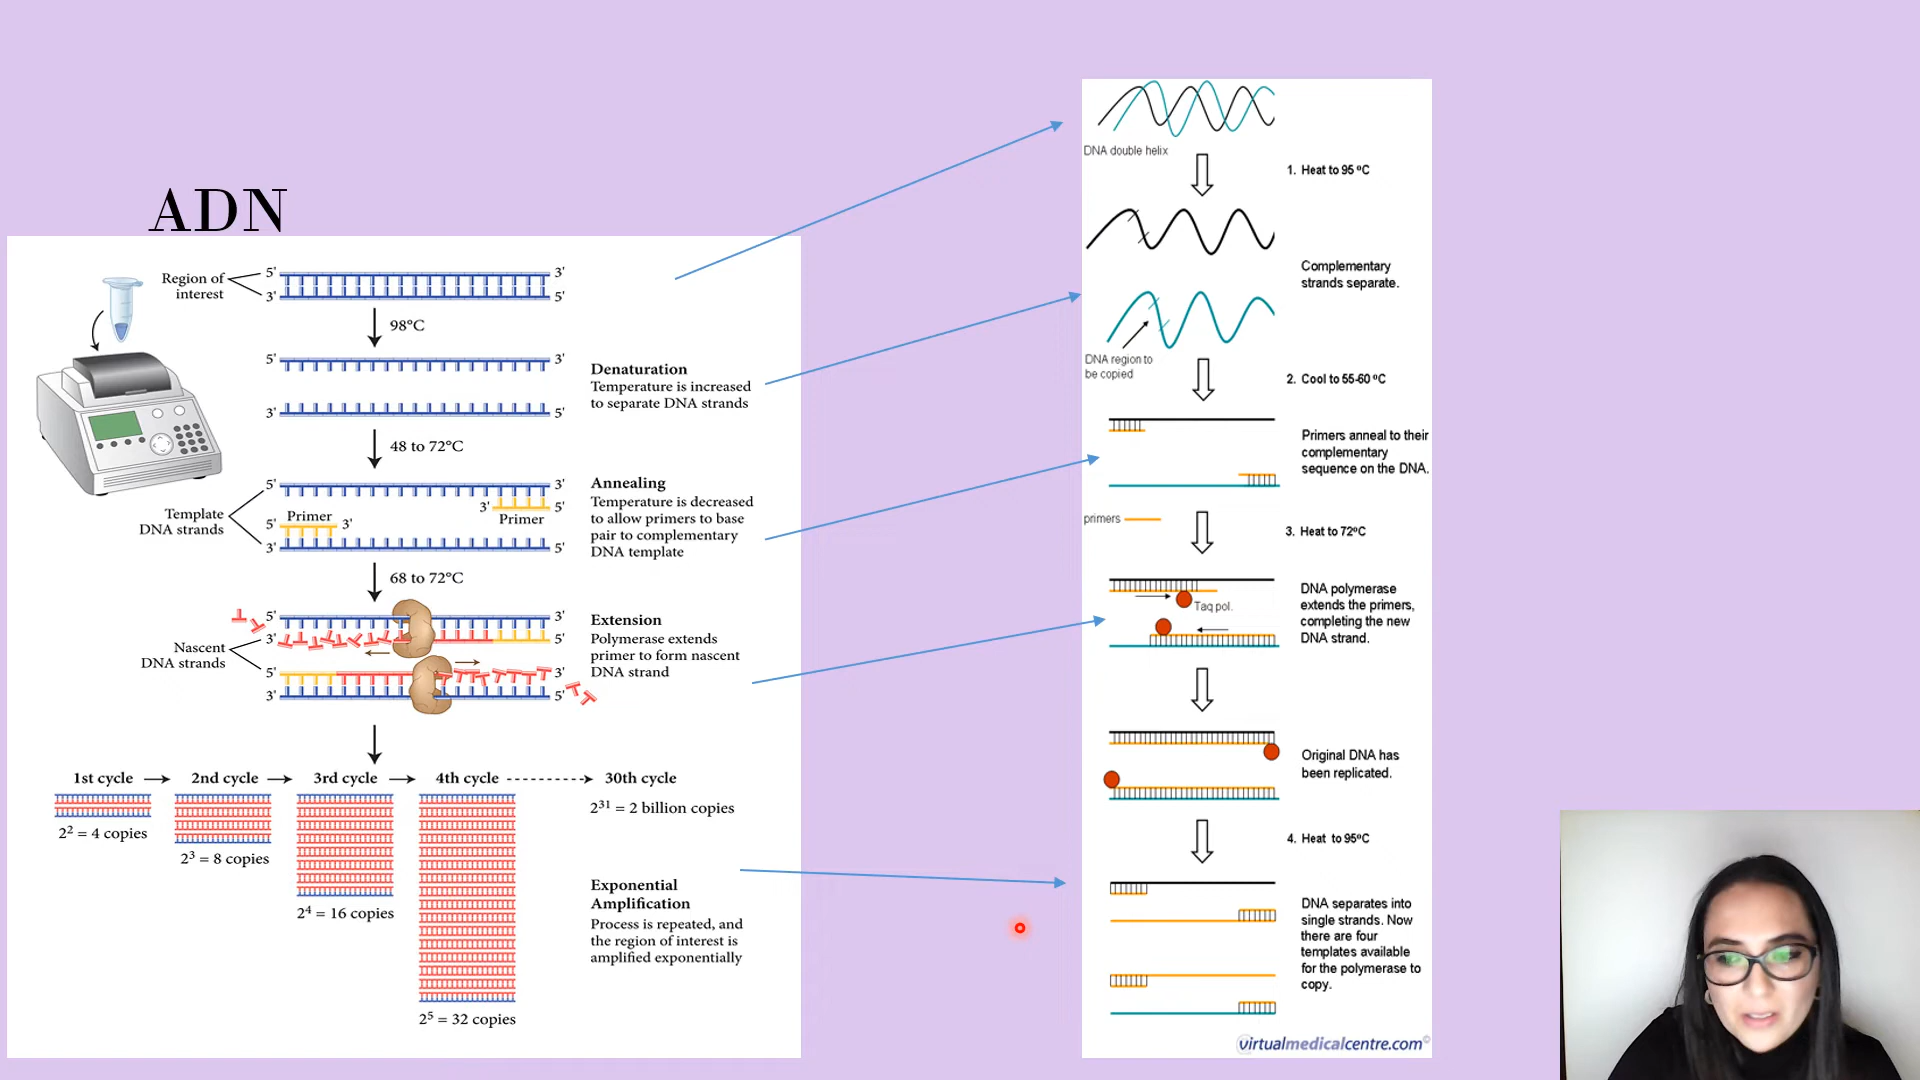 ADN
Region of
interest
5'
3'
3'
5'
98°C
5'
3'
3'
5'
Denaturation
Temperature is increased
to separate DNA strands
48 to 72°C
5'
3'
3'
5'
Primer
Primer
5'
3'
3'
5'
Template
DNA strands
Annealing
Temperature is decreased
to allow primers to base
pair to complementary
DNA template
68 to 72°C
5'
3'
3'
5'
Nascent
DNA strands
5'
3'
3'
5'
Extension
Polymerase extends
primer to form nascent
DNA strand
1st cycle
2nd cycle
3rd cycle
4th cycle
30th cycle
2² = 4 copies
2³ = 8 copies
2⁴ = 16 copies
2⁵ = 32 copies
2³¹ = 2 billion copies
Exponential
Amplification
Process is repeated, and
the region of interest is
amplified exponentially
DNA double helix
1. Heat to 95 ºC
Complementary
strands separate.
DNA region to
be copied
2. Cool to 55-60 ºC
Primers anneal to their
complementary
sequence on the DNA.
primers
3. Heat to 72ºC
Taq pol.
DNA polymerase
extends the primers,
completing the new
DNA strand.
Original DNA has
been replicated.
4. Heat to 95ºC
DNA separates into
single strands. Now
there are four
templates available
for the polymerase to
copy.
virtualmedicalcentre.com©